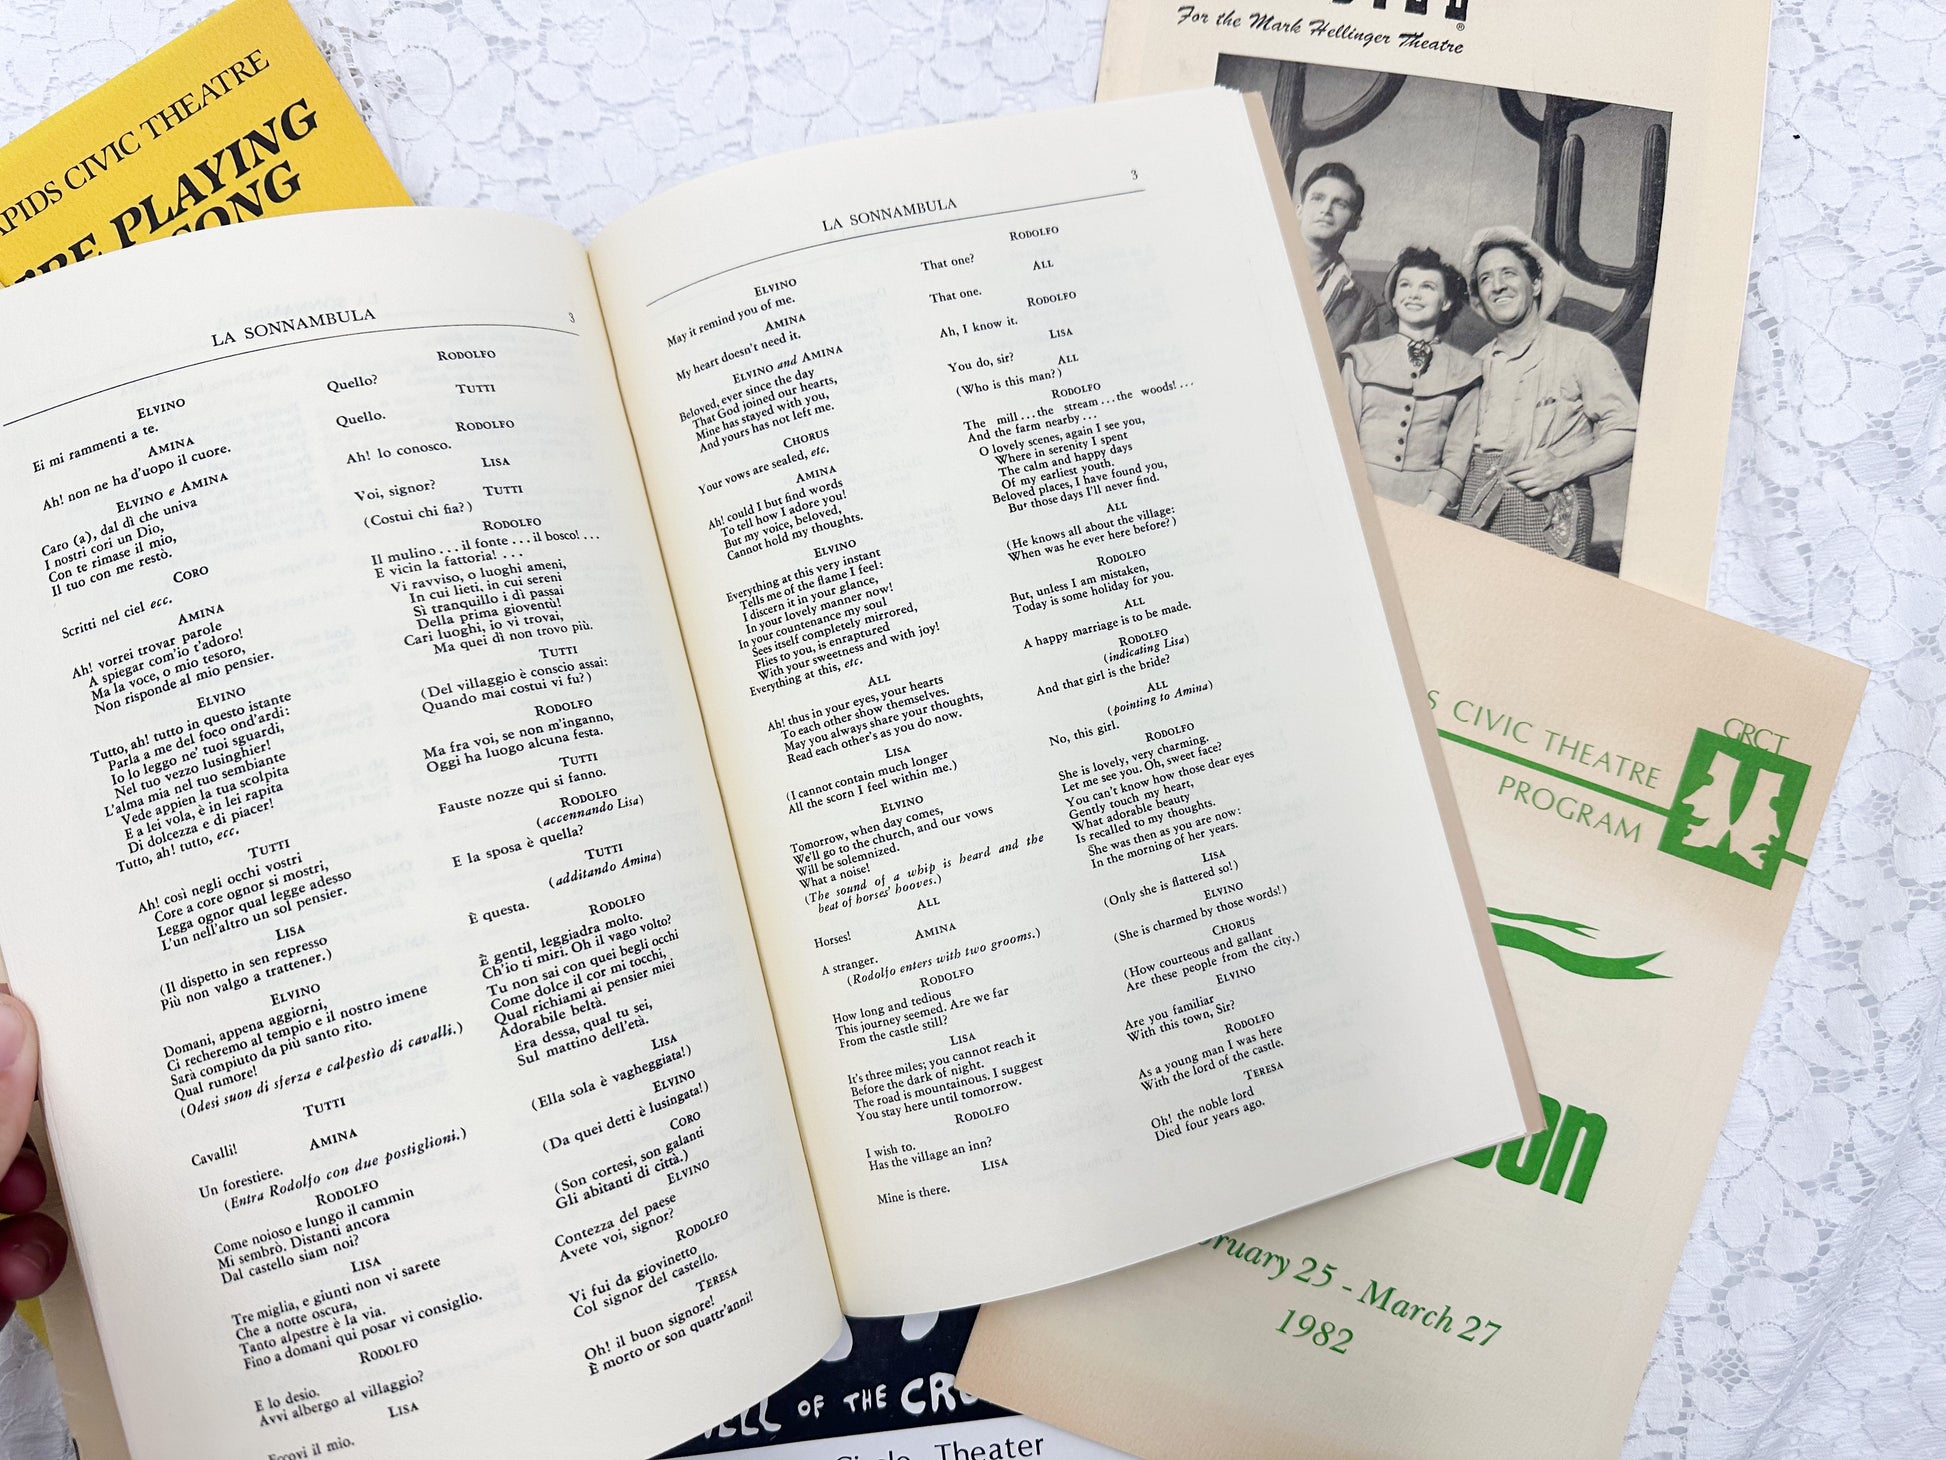 APIDS CIVIC THEATRE
PLAYING
SONG
LA SONNAMBULA
3
ELVINO
Ei mi rammenti a te.
AMINA
Ah! non ne ha d'uopo il cuore.
ELVINO e AMINA
Caro (a), dal dì che univa
I nostri cori un Dio,
Con te rimase il mio,
Il tuo con me restò.
CORO
Scritti nel ciel ecc.
AMINA
Ah! vorrei trovar parole
A spiegar com'io t'adoro!
Ma la voce, o mio tesoro,
Non risponde al mio pensier.
ELVINO
Tutto, ah! tutto in questo istante
Parla a me del foco ond'ardi:
Io lo leggo ne' tuoi sguardi,
Nel tuo vezzo lusinghier!
L'alma mia nel tuo sembiante
Vede appien la tua scolpita
E a lei vola, è in lei rapita
Di dolcezza e di piacer!
Tutto, ah! tutto, ecc.
TUTTI
Ah! così negli occhi vostri
Core a core ognor si mostri,
Legga ognor qual legge adesso
L'un nell'altro un sol pensier.
LISA
(Il dispetto in sen represso
Più non valgo a trattener.)
ELVINO
Domani, appena aggiorni,
Ci recheremo al tempio e il nostro imene
Sarà compiuto da più santo rito.
Qual rumore!
(Odesi suon di sferza e calpestìo di cavalli.)
TUTTI
Cavalli!
AMINA
Un forestiere.
(Entra Rodolfo con due postiglioni.)
RODOLFO
Come noioso e lungo il cammin
Mi sembrò. Distanti ancora
Dal castello siam noi?
LISA
Tre miglia, e giunti non vi sarete
Che a notte oscura,
Tanto alpestre è la via.
Fino a domani qui posar vi consiglio.
RODOLFO
E lo desio.
Avvi albergo al villaggio?
LISA
Eccovi il mio.
RODOLFO
Quello?
TUTTI
Quello.
RODOLFO
Ah! lo conosco.
LISA
Voi, signor?
TUTTI
(Costui chi fia?)
RODOLFO
Il mulino . . . il fonte . . . il bosco! . . .
E vicin la fattoria! . . .
Vi ravviso, o luoghi ameni,
In cui lieti, in cui sereni
Sì tranquillo i dì passai
Della prima gioventù!
Cari luoghi, io vi trovai,
Ma quei dì non trovo più.
TUTTI
(Del villaggio è conscio assai:
Quando mai costui vi fu?)
RODOLFO
Ma fra voi, se non m'inganno,
Oggi ha luogo alcuna festa.
TUTTI
Fauste nozze qui si fanno.
RODOLFO
(accennando Lisa)
E la sposa è quella?
TUTTI
(additando Amina)
È questa.
RODOLFO
È gentil, leggiadra molto.
Ch'io ti miri. Oh il vago volto?
Tu non sai con quei begli occhi
Come dolce il cor mi tocchi,
Qual richiami ai pensier miei
Adorabile beltà.
Era dessa, qual tu sei,
Sul mattino dell'età.
LISA
(Ella sola è vagheggiata!)
ELVINO
(Da quei detti è lusingata!)
CORO
(Son cortesi, son galanti
Gli abitanti di città.)
ELVINO
Contezza del paese
Avete voi, signor?
RODOLFO
Vi fui da giovinetto
Col signor del castello.
TERESA
Oh! il buon signore!
È morto or son quattr'anni!
LA SONNAMBULA
3
ELVINO
May it remind you of me.
AMINA
My heart doesn't need it.
ELVINO and AMINA
Beloved, ever since the day
That God joined our hearts,
Mine has stayed with you,
And yours has not left me.
CHORUS
Your vows are sealed, etc.
AMINA
Ah! could I but find words
To tell how I adore you!
But my voice, beloved,
Cannot hold my thoughts.
ELVINO
Everything at this very instant
Tells me of the flame I feel:
I discern it in your glance,
In your lovely manner now!
In your countenance my soul
Sees itself completely mirrored,
Flies to you, is enraptured
With your sweetness and with joy!
Everything at this, etc.
ALL
Ah! thus in your eyes, your hearts
To each other show themselves.
May you always share your thoughts,
Read each other's as you do now.
LISA
(I cannot contain much longer
All the scorn I feel within me.)
ELVINO
Tomorrow, when day comes,
We'll go to the church, and our vows
Will be solemnized.
What a noise!
(The sound of a whip is heard and the
beat of horses' hooves.)
ALL
Horses!
AMINA
A stranger.
(Rodolfo enters with two grooms.)
RODOLFO
How long and tedious
This journey seemed. Are we far
From the castle still?
LISA
It's three miles; you cannot reach it
Before the dark of night.
The road is mountainous. I suggest
You stay here until tomorrow.
RODOLFO
I wish to.
Has the village an inn?
LISA
Mine is there.
RODOLFO
That one?
ALL
That one.
RODOLFO
Ah, I know it.
LISA
You do, sir?
ALL
(Who is this man?)
RODOLFO
The mill . . . the stream . . . the woods! . . .
And the farm nearby . . .
O lovely scenes, again I see you,
Where in serenity I spent
The calm and happy days
Of my earliest youth.
Beloved places, I have found you,
But those days I'll never find.
ALL
(He knows all about the village:
When was he ever here before?)
RODOLFO
But, unless I am mistaken,
Today is some holiday for you.
ALL
A happy marriage is to be made.
RODOLFO
(indicating Lisa)
And that girl is the bride?
ALL
(pointing to Amina)
No, this girl.
RODOLFO
She is lovely, very charming.
Let me see you. Oh, sweet face?
You can't know how those dear eyes
Gently touch my heart,
What adorable beauty
Is recalled to my thoughts.
She was then as you are now:
In the morning of her years.
LISA
(Only she is flattered so!)
ELVINO
(She is charmed by those words!)
CHORUS
(How courteous and gallant
Are these people from the city.)
ELVINO
Are you familiar
With this town, Sir?
RODOLFO
As a young man I was here
With the lord of the castle.
TERESA
Oh! the noble lord
Died four years ago.
®
For the Mark Hellinger Theatre
S CIVIC THEATRE
PROGRAM
GRCT
ruary 25 - March 27
1982
OF THE CR
Circle Theater